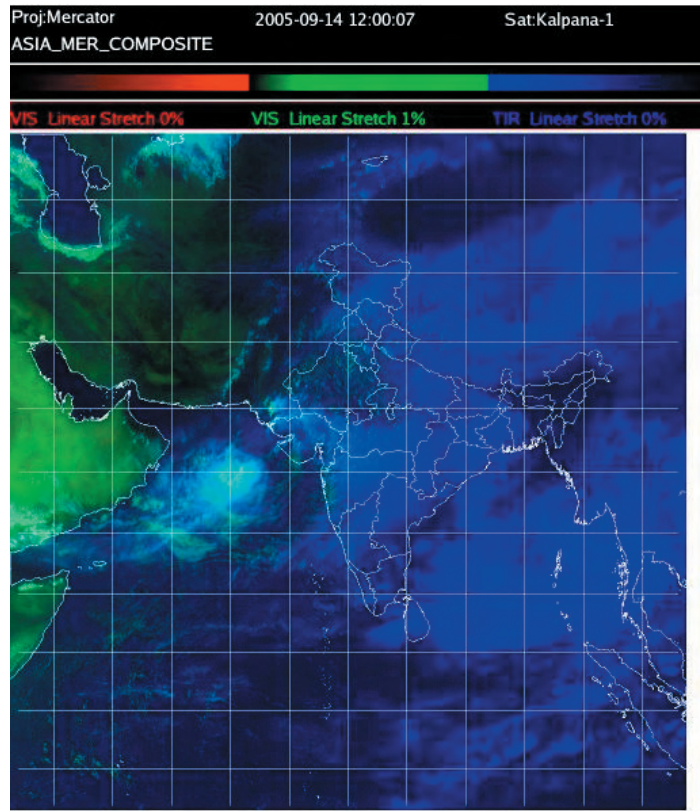 Proj:Mercator 2005-09-14 12:00:07 Sat:Kalpana-1
ASIA_MER_COMPOSITE
VIS Linear Stretch 0% VIS Linear Stretch 1% TIR Linear Stretch 0%